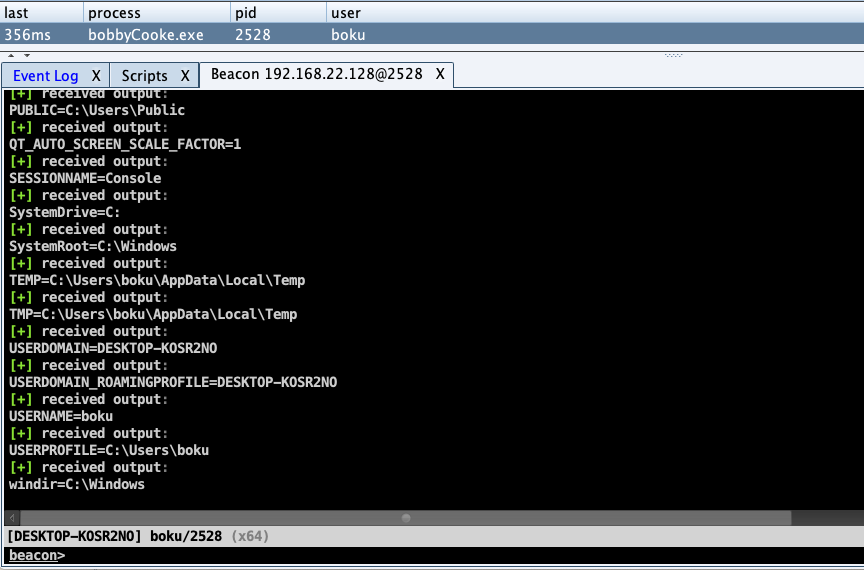 last process pid user
356ms bobbyCooke.exe 2528 boku
Event Log X Scripts X Beacon 192.168.22.128@2528 X
[+] received output:
PUBLIC=C:\Users\Public
[+] received output:
QT_AUTO_SCREEN_SCALE_FACTOR=1
[+] received output:
SESSIONNAME=Console
[+] received output:
SystemDrive=C:
[+] received output:
SystemRoot=C:\Windows
[+] received output:
TEMP=C:\Users\boku\AppData\Local\Temp
[+] received output:
TMP=C:\Users\boku\AppData\Local\Temp
[+] received output:
USERDOMAIN=DESKTOP-KOSR2NO
[+] received output:
USERDOMAIN_ROAMINGPROFILE=DESKTOP-KOSR2NO
[+] received output:
USERNAME=boku
[+] received output:
USERPROFILE=C:\Users\boku
[+] received output:
windir=C:\Windows
[DESKTOP-KOSR2NO] boku/2528 (x64)
beacon>